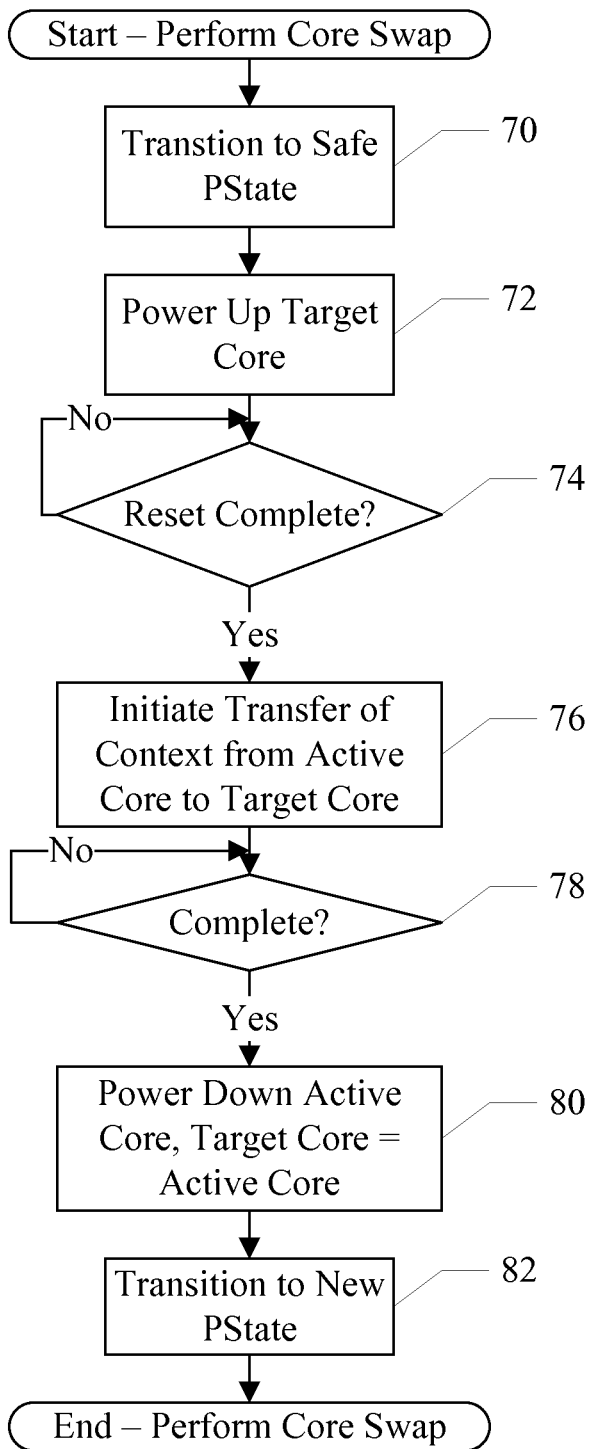 Start – Perform Core Swap
Transtion to Safe
PState
70
Power Up Target
Core
72
No
Reset Complete?
74
Yes
Initiate Transfer of
Context from Active
Core to Target Core
76
No
Complete?
78
Yes
Power Down Active
Core, Target Core =
Active Core
80
Transition to New
PState
82
End – Perform Core Swap